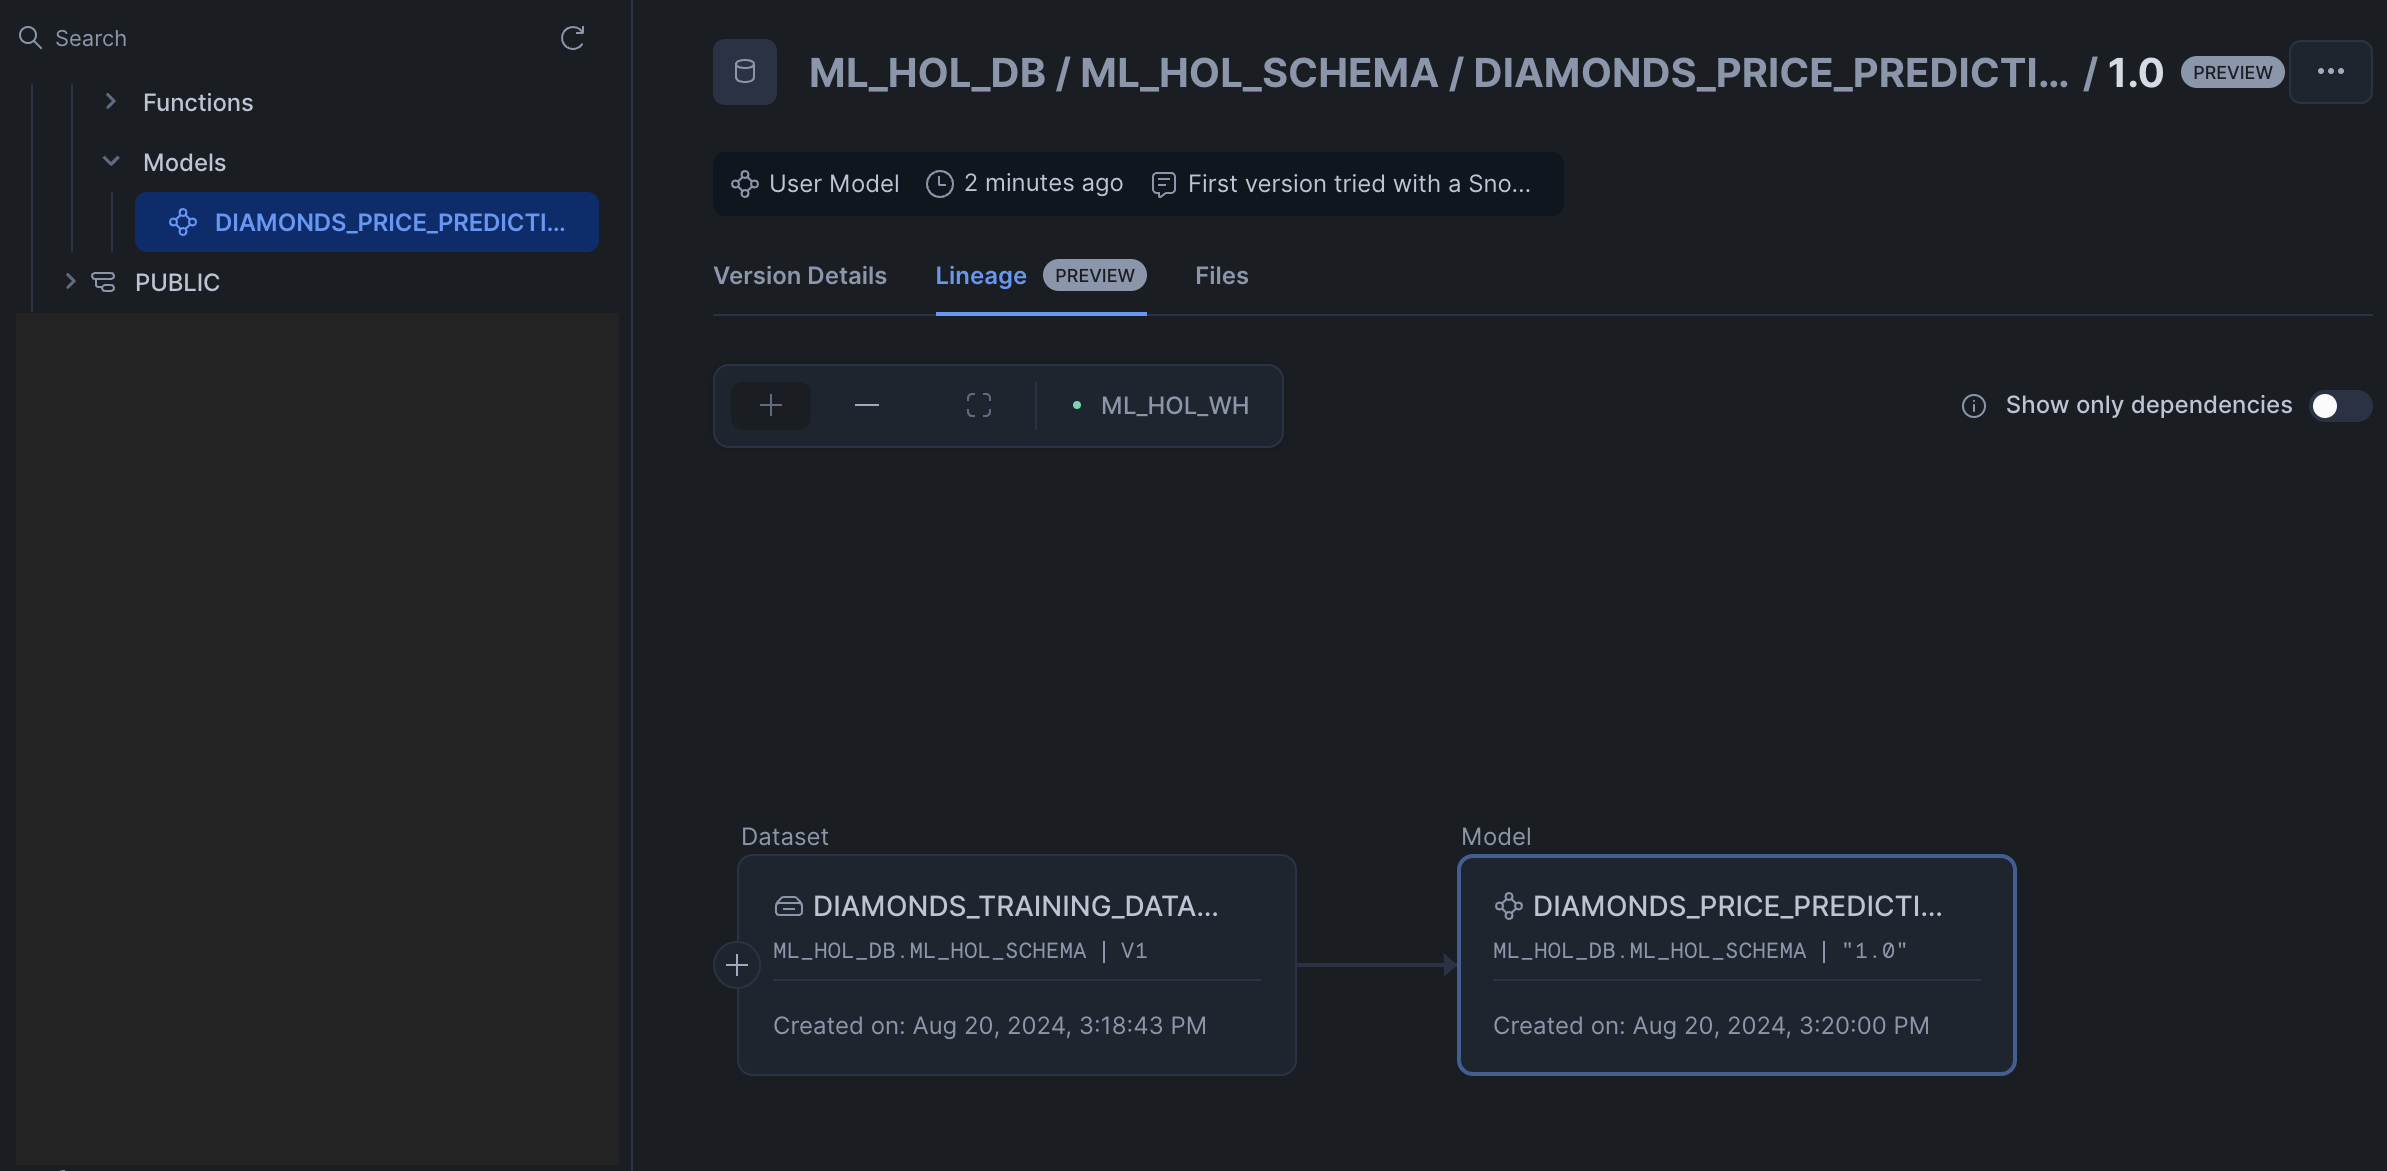 Search
Functions
Models
DIAMONDS_PRICE_PREDICTI...
PUBLIC
ML_HOL_DB / ML_HOL_SCHEMA / DIAMONDS_PRICE_PREDICTI... / 1.0 PREVIEW
User Model 2 minutes ago First version tried with a Sno...
Version Details Lineage PREVIEW Files
ML_HOL_WH
Show only dependencies
Dataset
DIAMONDS_TRAINING_DATA...
ML_HOL_DB.ML_HOL_SCHEMA | V1
Created on: Aug 20, 2024, 3:18:43 PM
Model
DIAMONDS_PRICE_PREDICTI...
ML_HOL_DB.ML_HOL_SCHEMA | "1.0"
Created on: Aug 20, 2024, 3:20:00 PM